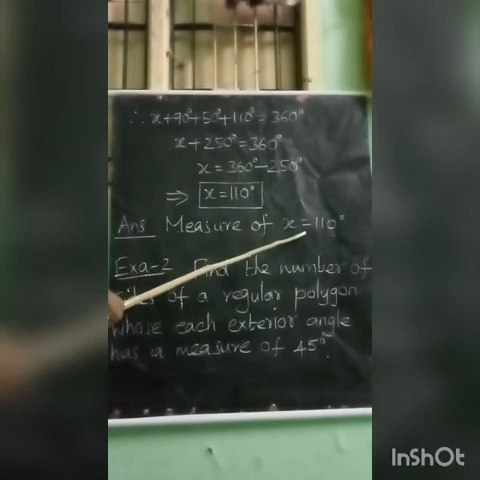 ∴ x+90°+50°+110°=360°
x+250°=360°
x=360°-250°
⇒ x=110°
Ans Measure of x=110°
Exa-2 Find the number of
of a regular polygon
whose each exterior angle
has a measure of 45°.
InShOt